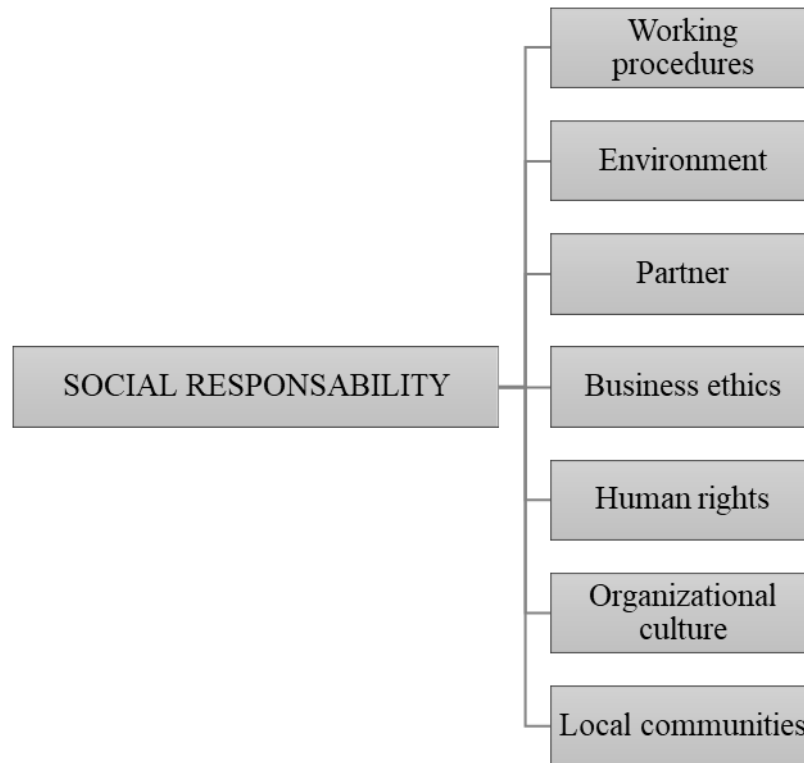 Working
procedures
Environment
Partner
SOCIAL RESPONSABILITY
Business ethics
Human rights
Organizational
culture
Local communities